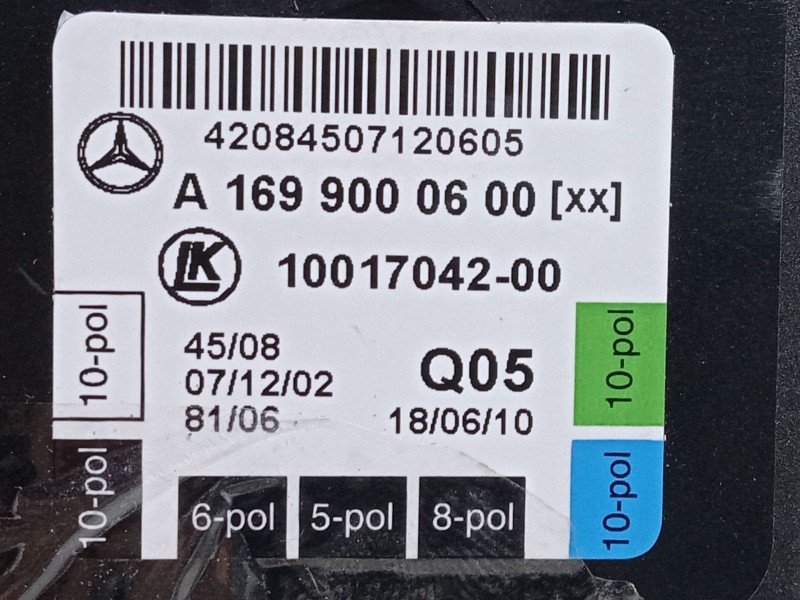 42084507120605
A 169 900 06 00 [xx]
LK 10017042-00
45/08
07/12/02
81/06
Q05
18/06/10
10-pol
10-pol
10-pol
10-pol
6-pol 5-pol 8-pol